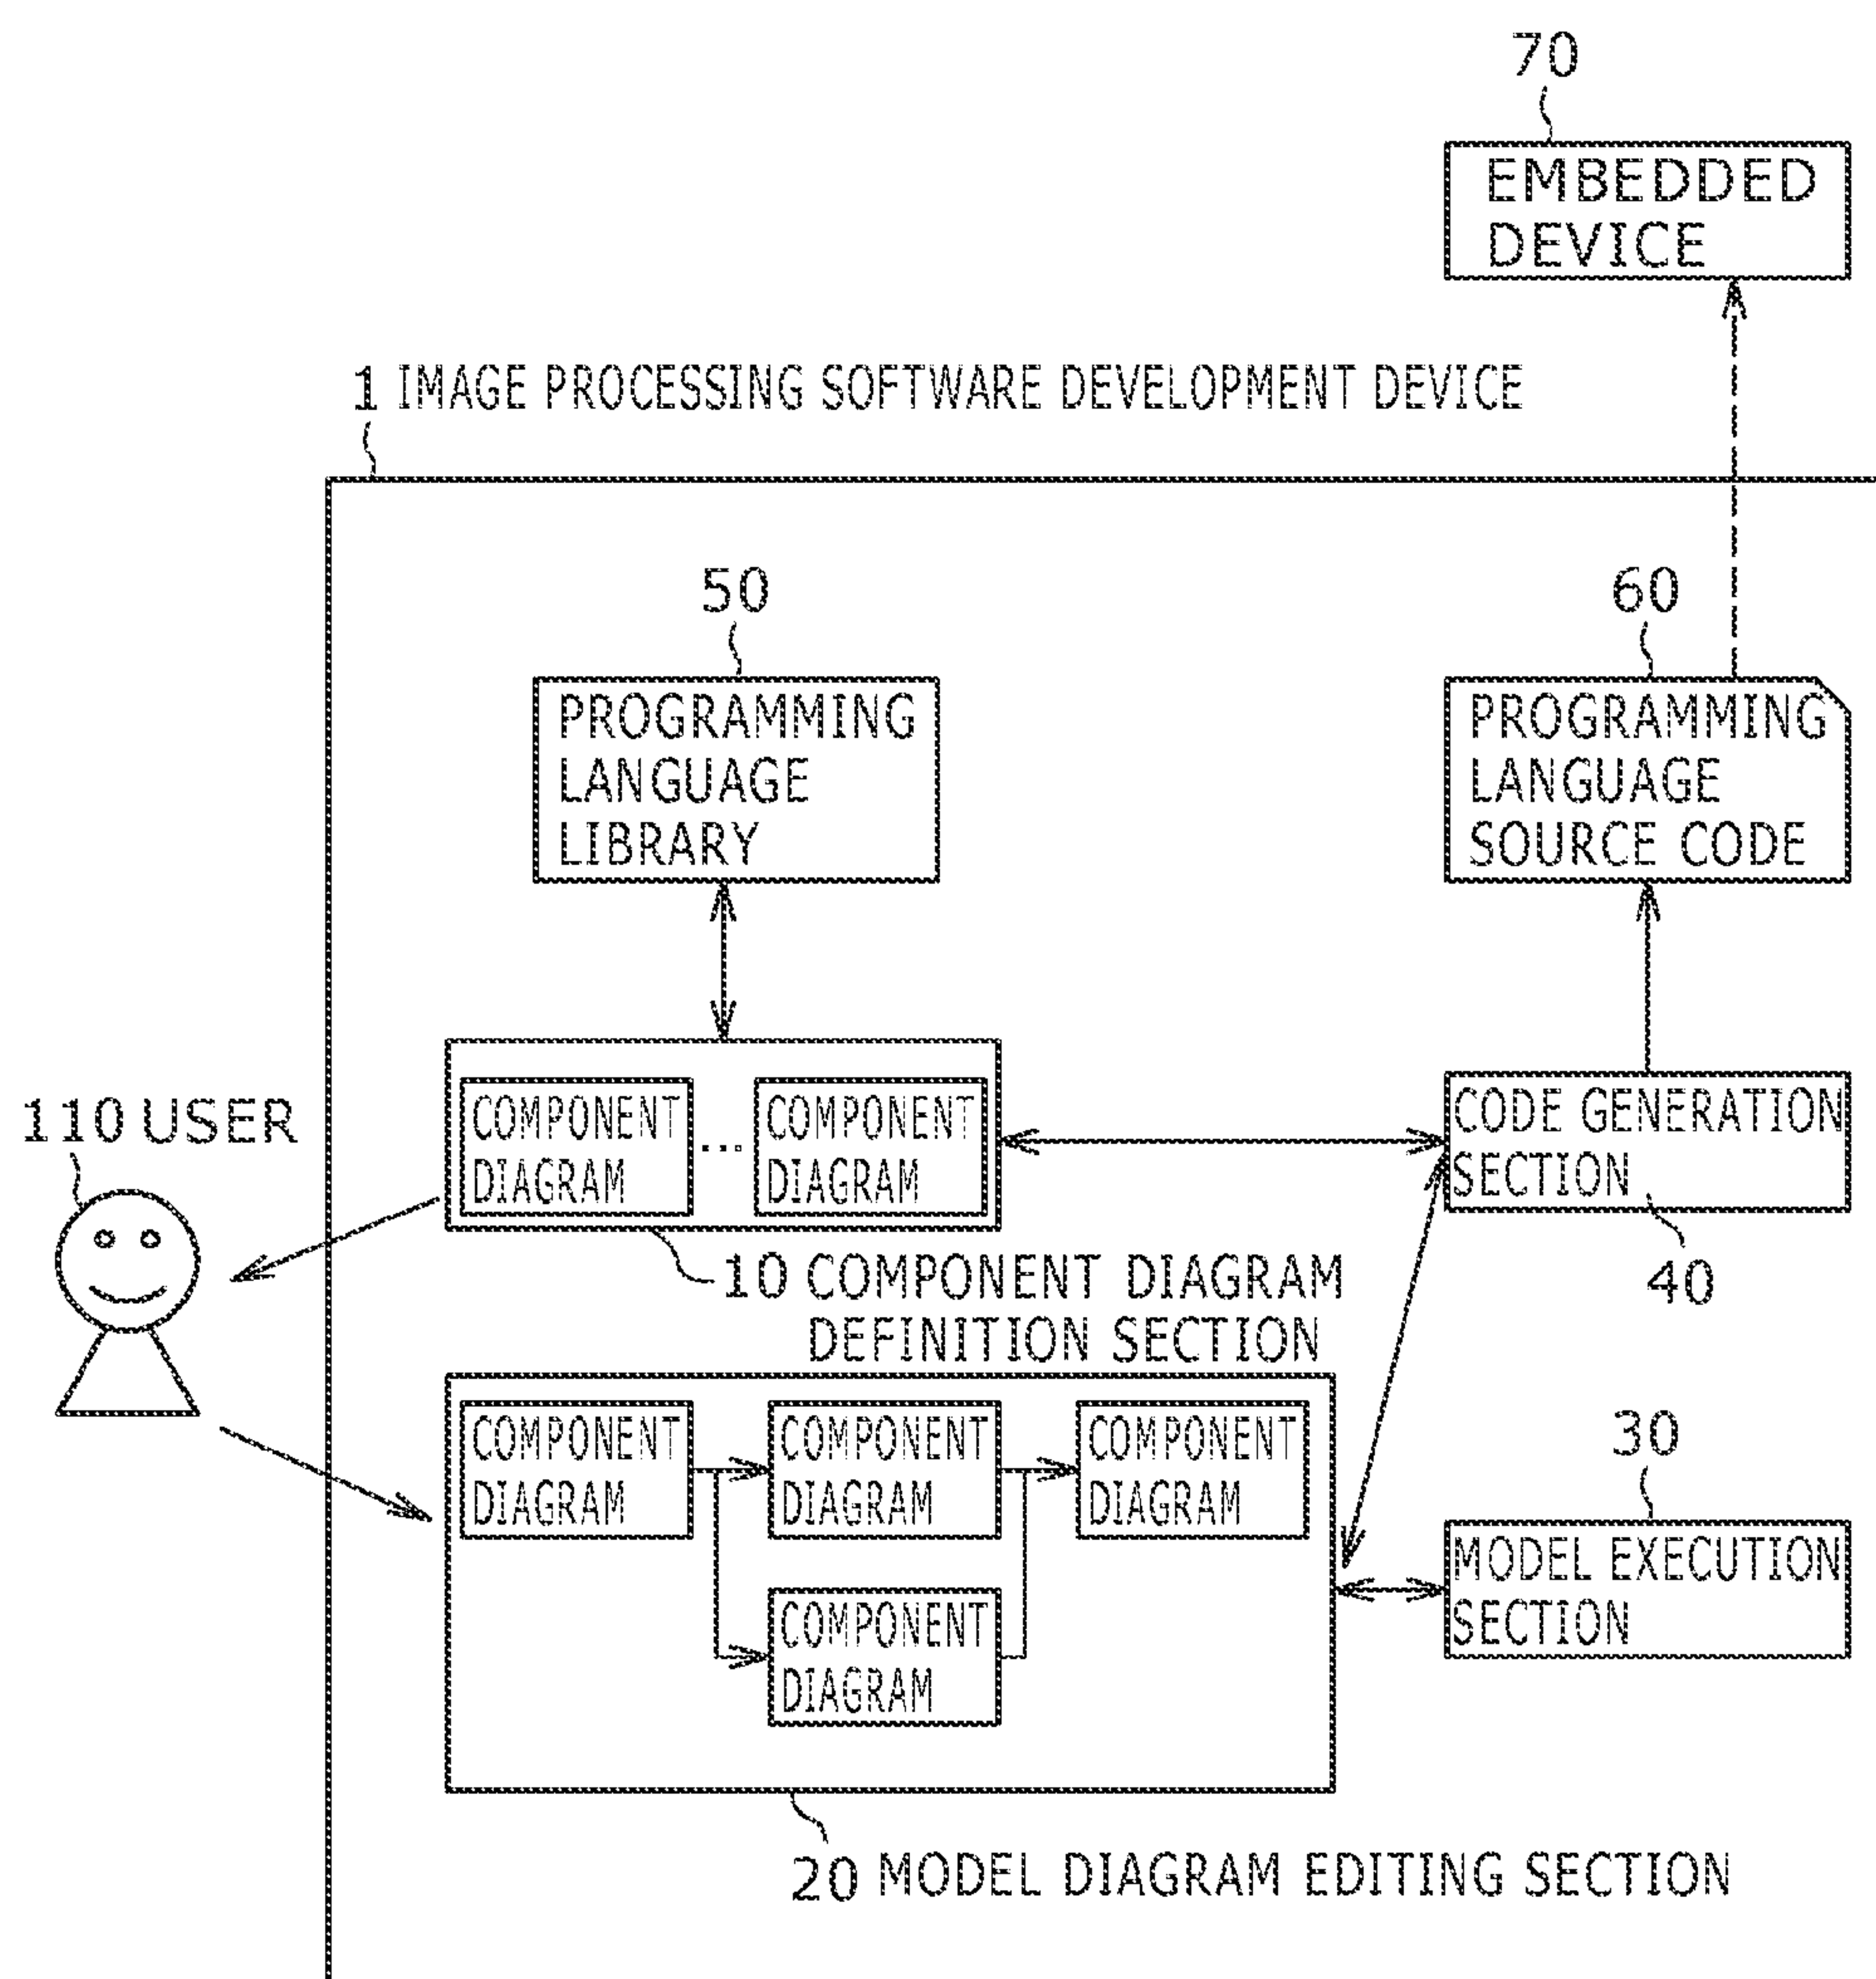 70
EMBEDDED
DEVICE
1 IMAGE PROCESSING SOFTWARE DEVELOPMENT DEVICE
50
60
PROGRAMMING
LANGUAGE
LIBRARY
PROGRAMMING
LANGUAGE
SOURCE CODE
110 USER
COMPONENT
DIAGRAM
...
COMPONENT
DIAGRAM
CODE GENERATION
SECTION
40
10 COMPONENT DIAGRAM
DEFINITION SECTION
COMPONENT
DIAGRAM
COMPONENT
DIAGRAM
COMPONENT
DIAGRAM
COMPONENT
DIAGRAM
30
MODEL EXECUTION
SECTION
20 MODEL DIAGRAM EDITING SECTION